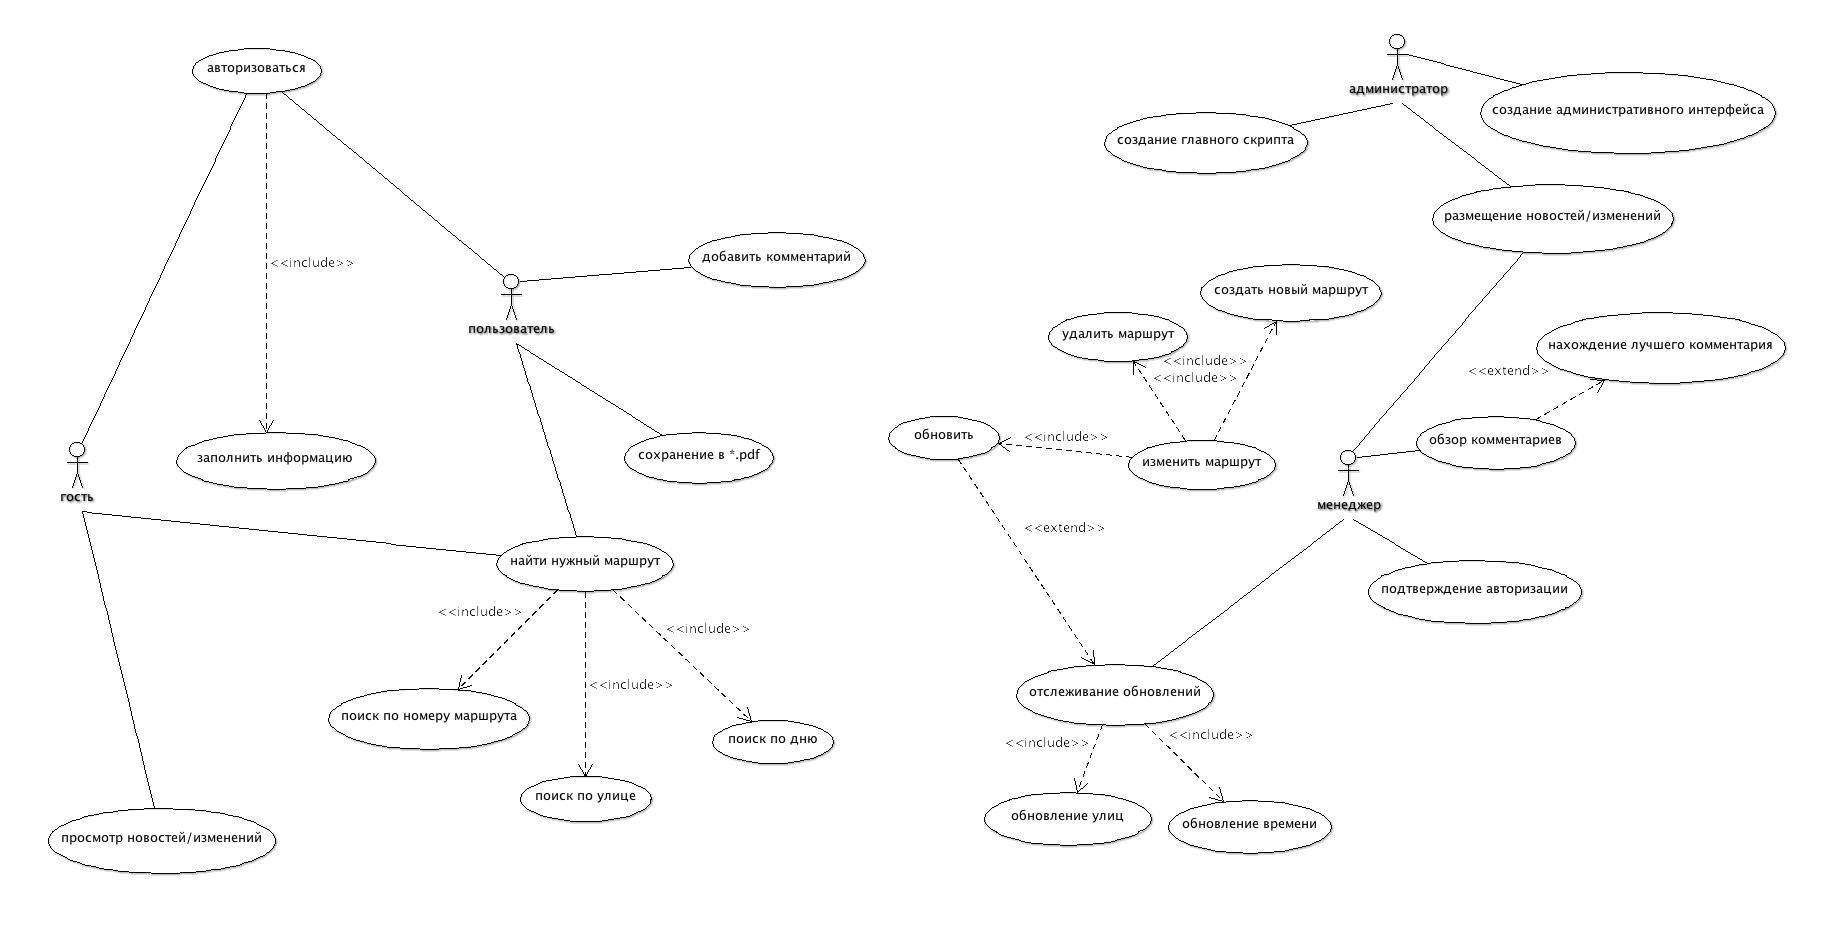 авторизоваться
<<include>>
заполнить информацию
гость
пользователь
добавить комментарий
сохранение в *.pdf
найти нужный маршрут
<<include>>
<<include>>
<<include>>
поиск по номеру маршрута
поиск по улице
поиск по дню
просмотр новостей/изменений
администратор
создание административного интерфейса
создание главного скрипта
размещение новостей/изменений
создать новый маршрут
удалить маршрут
<<include>>
<<include>>
нахождение лучшего комментария
<<extend>>
обновить
<<include>>
изменить маршрут
обзор комментариев
менеджер
<<extend>>
подтверждение авторизации
отслеживание обновлений
<<include>>
<<include>>
обновление улиц
обновление времени